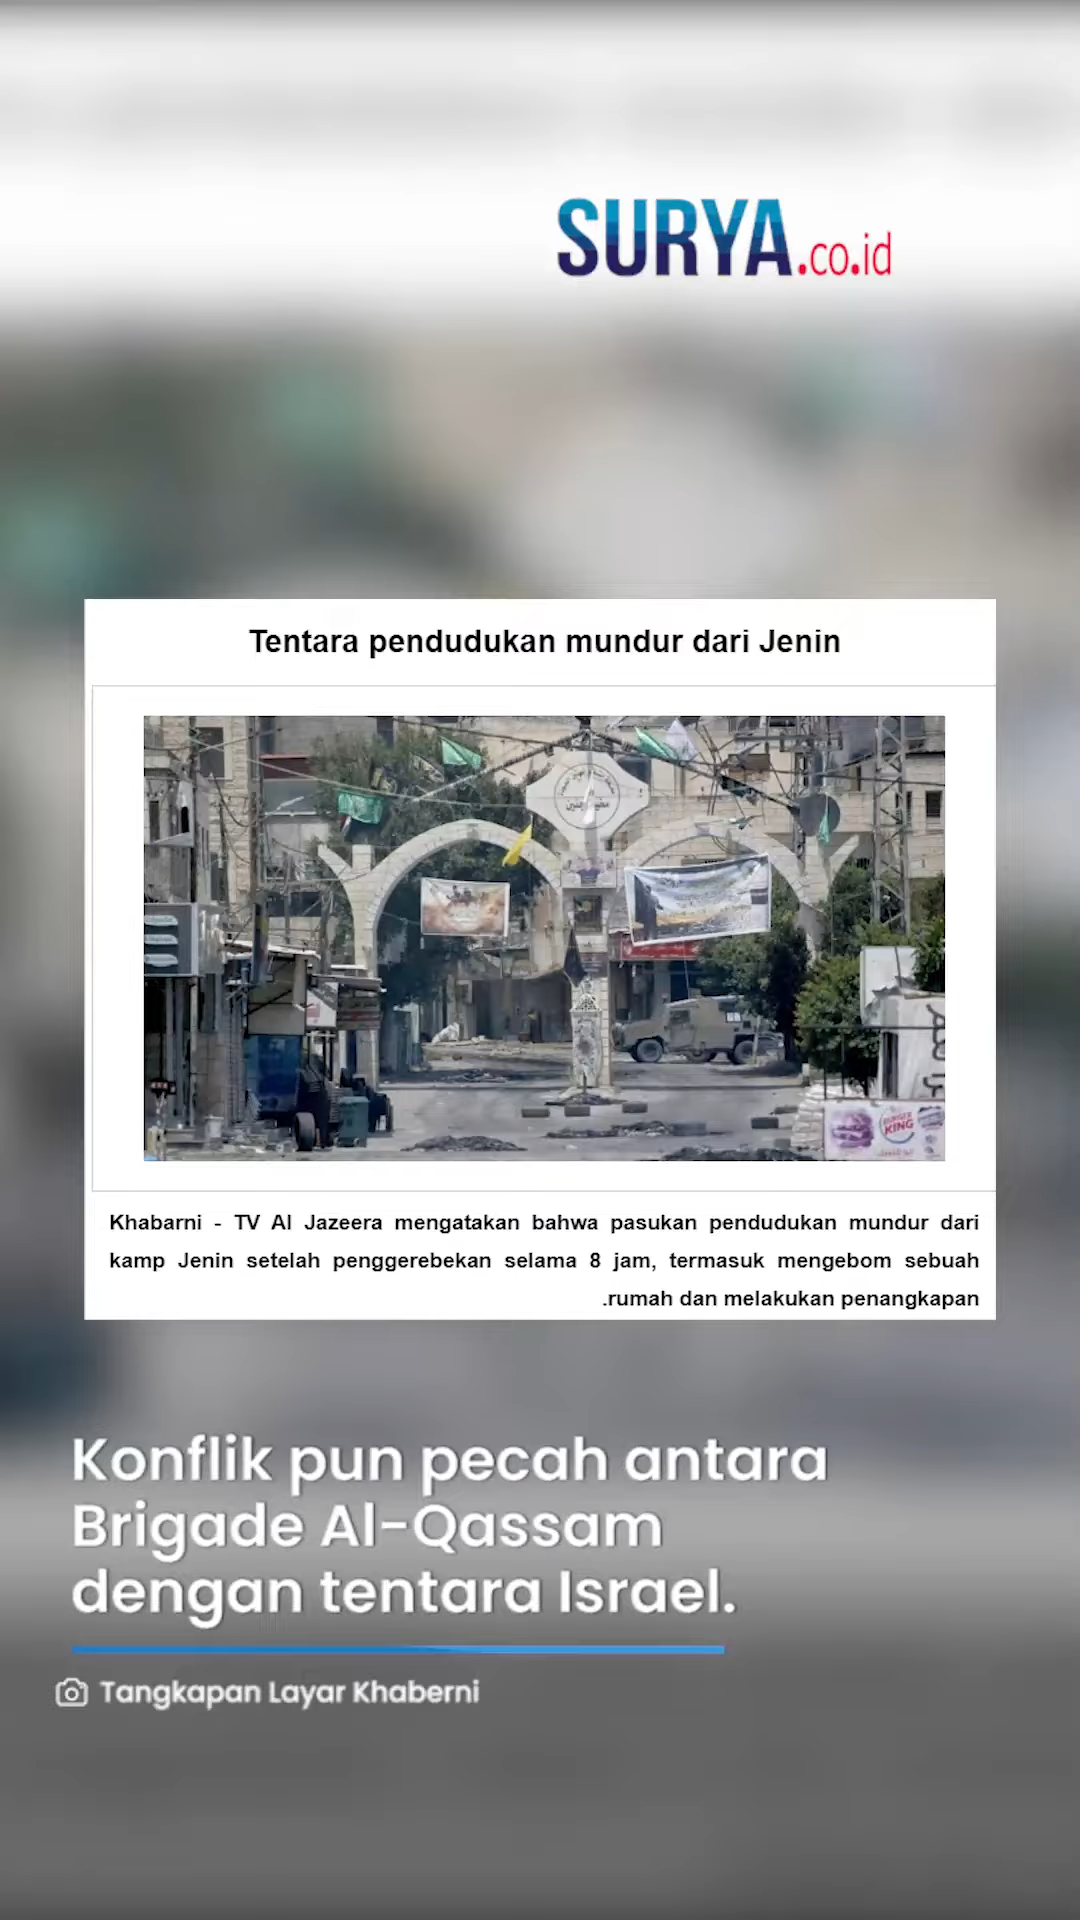 SURYA.co.id
Tentara pendudukan mundur dari Jenin
BURGER
KING
Khabarni - TV Al Jazeera mengatakan bahwa pasukan pendudukan mundur dari
kamp Jenin setelah penggerebekan selama 8 jam, termasuk mengebom sebuah
.rumah dan melakukan penangkapan
Konflik pun pecah antara
Brigade Al-Qassam
dengan tentara Israel.
Tangkapan Layar Khaberni